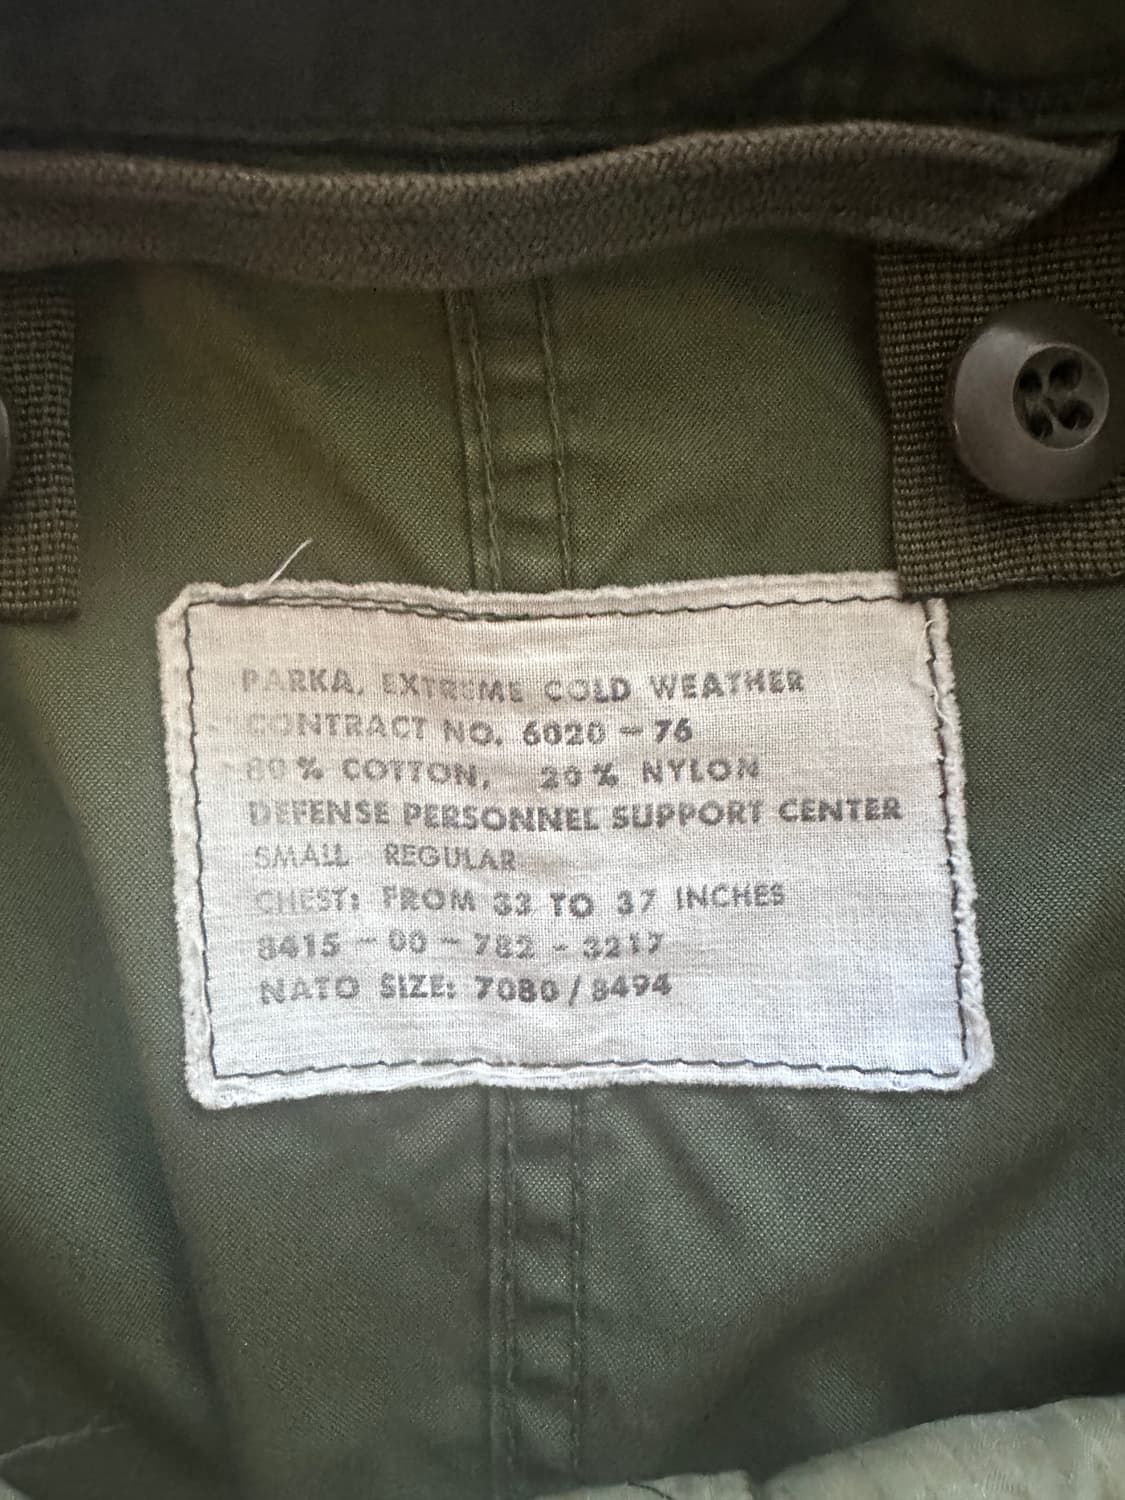 PARKA, EXTREME COLD WEATHER
CONTRACT NO. 6020-76
80% COTTON, 20% NYLON
DEFENSE PERSONNEL SUPPORT CENTER
SMALL REGULAR
CHEST: FROM 33 TO 37 INCHES
8415-00-782-3217
NATO SIZE: 7080/8494